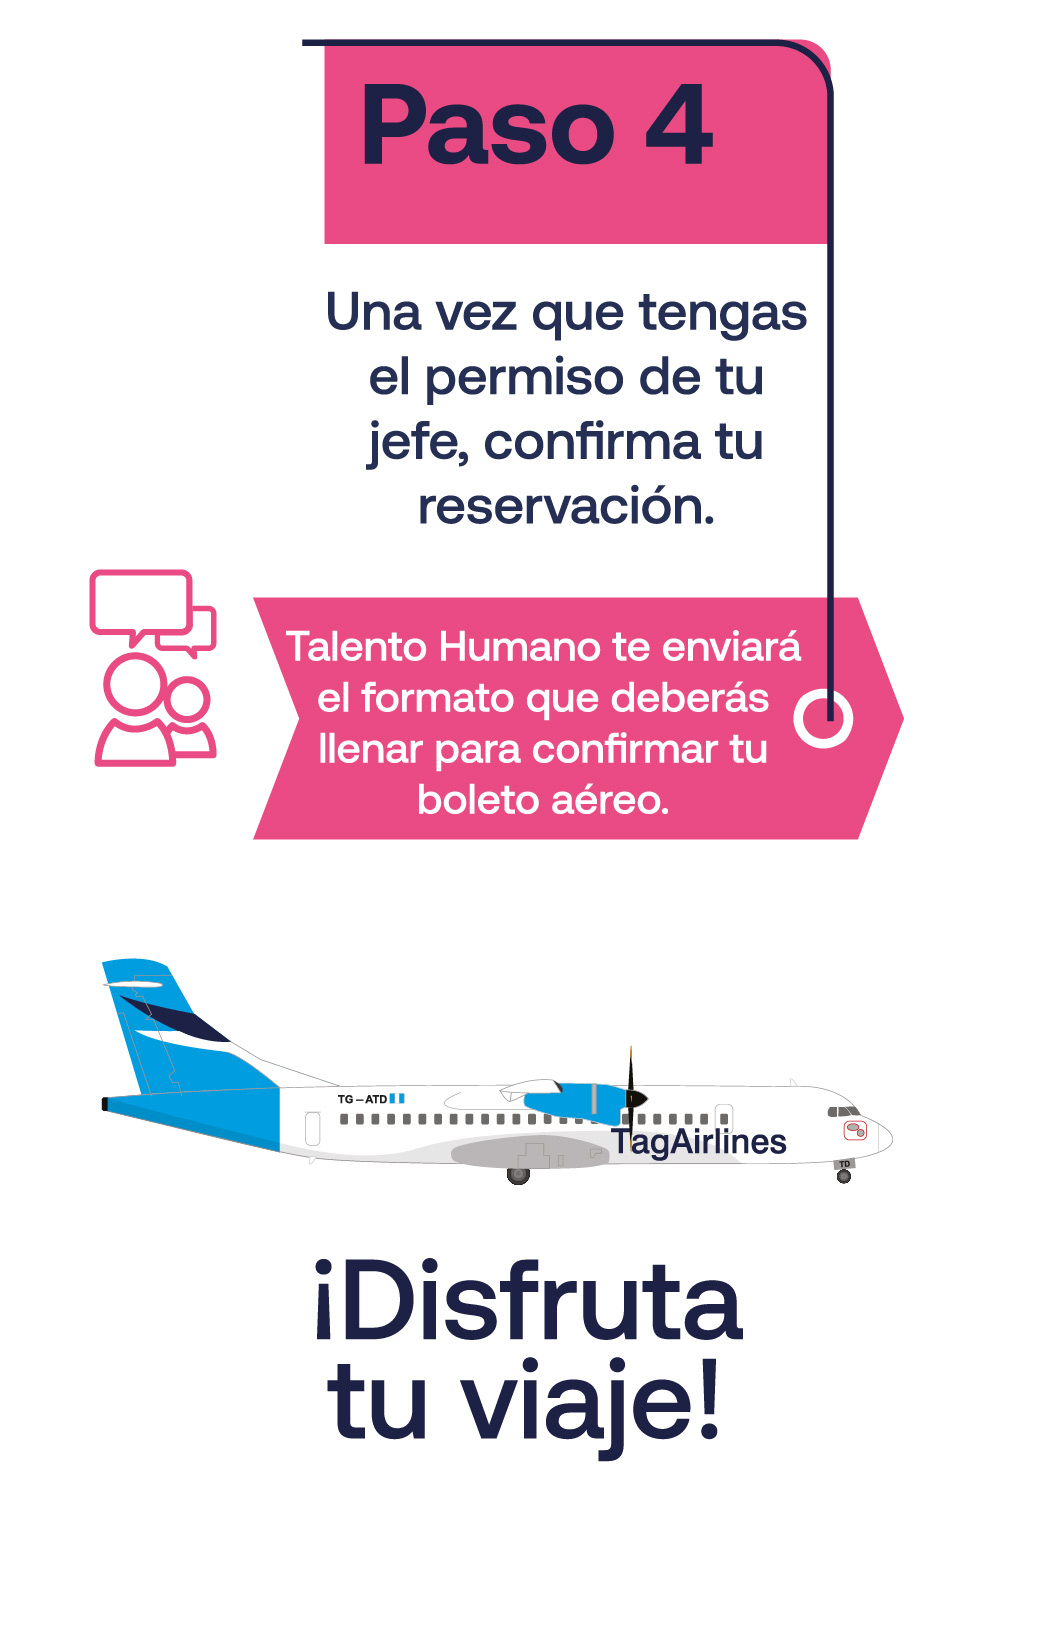 Paso 4
Una vez que tengas
el permiso de tu
jefe, confirma tu
reservación.
Talento Humano te enviará
el formato que deberás
llenar para confirmar tu
boleto aéreo.
TG–ATD
TagAirlines
TD
¡Disfruta
tu viaje!